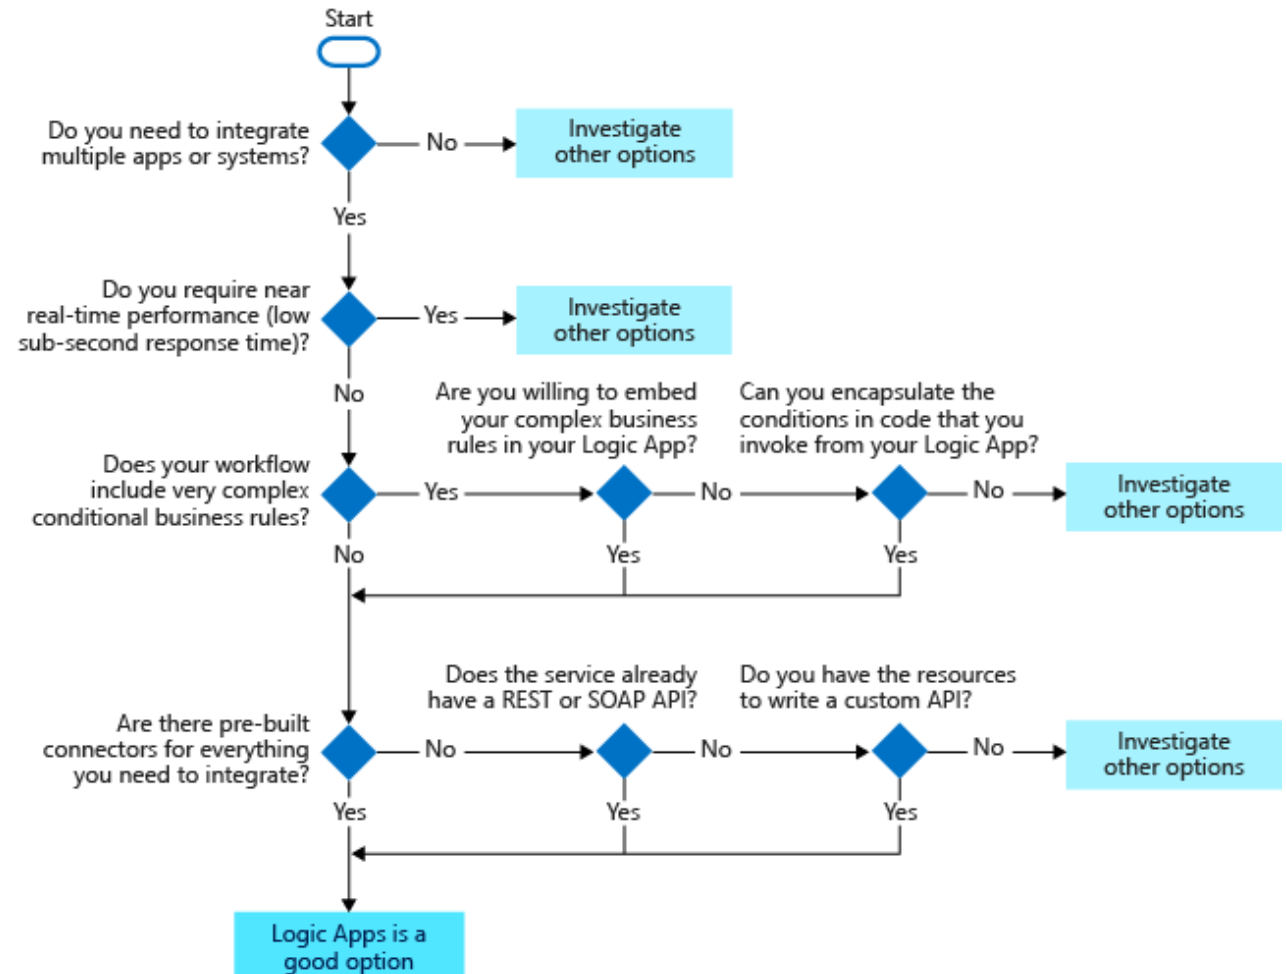 Start
Do you need to integrate
multiple apps or systems?
No
Investigate
other options
Yes
Do you require near
real-time performance (low
sub-second response time)?
Yes
Investigate
other options
No
Are you willing to embed
your complex business
rules in your Logic App?
Can you encapsulate the
conditions in code that you
invoke from your Logic App?
Does your workflow
include very complex
conditional business rules?
Yes
No
No
Investigate
other options
No
Yes
Yes
Does the service already
have a REST or SOAP API?
Do you have the resources
to write a custom API?
Are there pre-built
connectors for everything
you need to integrate?
No
No
No
Investigate
other options
Yes
Yes
Yes
Logic Apps is a
good option